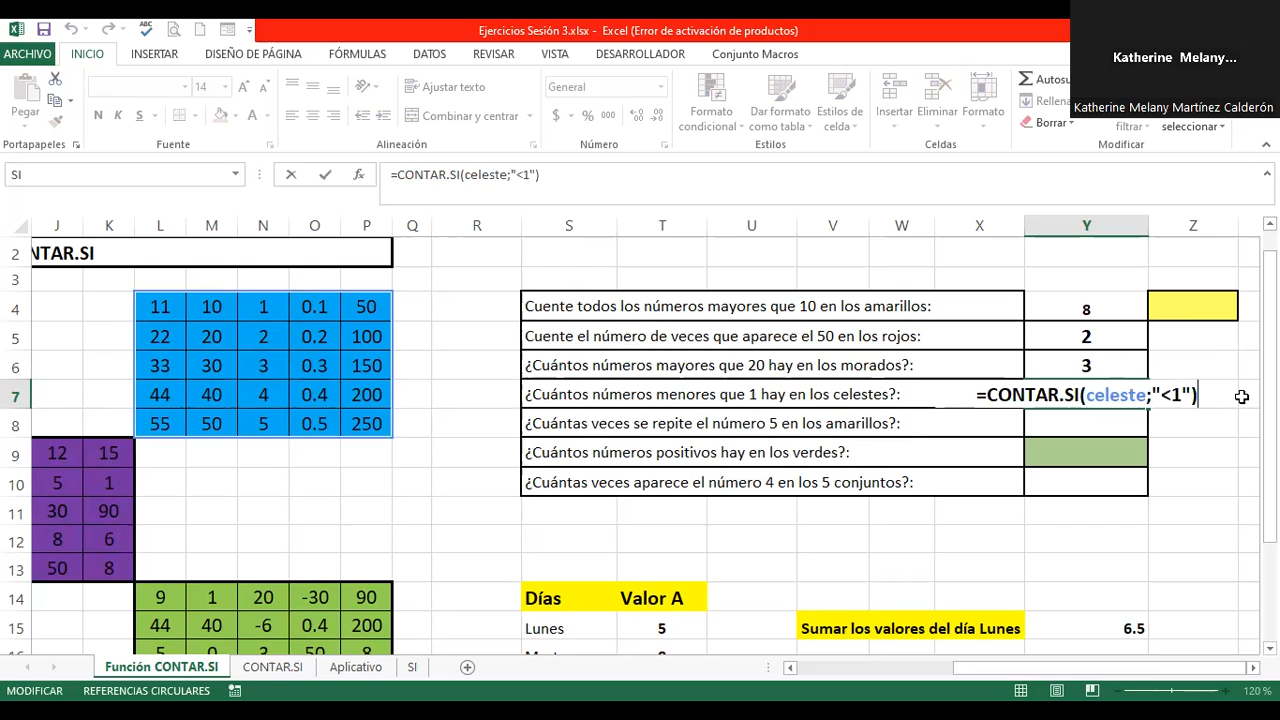 Ejercicios Sesión 3.xlsx - Excel (Error de activación de productos)
Katherine Melany...
Katherine Melany Martínez Calderón
ARCHIVO INICIO INSERTAR DISEÑO DE PÁGINA FÓRMULAS DATOS REVISAR VISTA DESARROLLADOR Conjunto Macros
Pegar
14
N K S
Ajustar texto
Combinar y centrar
General
$ % 000
Formato condicional
Dar formato como tabla
Estilos de celda
Insertar Eliminar Formato
Rellena
Borrar
filtrar
seleccionar
Portapapeles Fuente Alineación Número Estilos Celdas Modificar
SI
=CONTAR.SI(celeste;"<1")
J K L M N O P Q R S T U V W X Y Z
2 NTAR.SI
3
4 11 10 1 0.1 50 Cuente todos los números mayores que 10 en los amarillos: 8
5 22 20 2 0.2 100 Cuente el número de veces que aparece el 50 en los rojos: 2
6 33 30 3 0.3 150 ¿Cuántos números mayores que 20 hay en los morados?: 3
7 44 40 4 0.4 200 ¿Cuántos números menores que 1 hay en los celestes?: =CONTAR.SI(celeste;"<1")
8 55 50 5 0.5 250 ¿Cuántas veces se repite el número 5 en los amarillos?:
9 12 15 ¿Cuántos números positivos hay en los verdes?:
10 5 1 ¿Cuántas veces aparece el número 4 en los 5 conjuntos?:
11 30 90
12 8 6
13 50 8
14 9 1 20 -30 90 Días Valor A
15 44 40 -6 0.4 200 Lunes 5 Sumar los valores del día Lunes 6.5
Función CONTAR.SI CONTAR.SI Aplicativo SI
MODIFICAR REFERENCIAS CIRCULARES 120 %